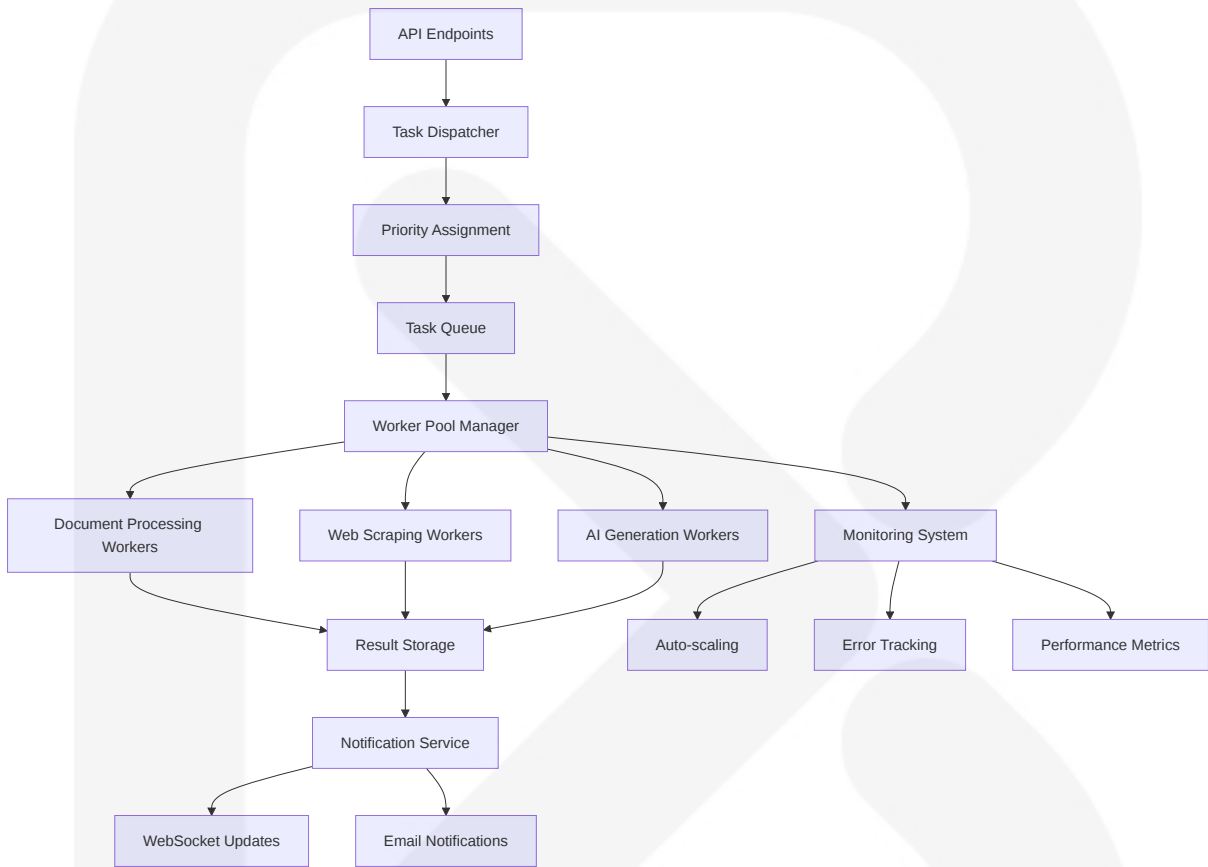 API Endpoints
Task Dispatcher
Priority Assignment
Task Queue
Worker Pool Manager
Document Processing
Workers
Web Scraping Workers
AI Generation Workers
Monitoring System
Result Storage
Auto-scaling
Error Tracking
Performance Metrics
Notification Service
WebSocket Updates
Email Notifications